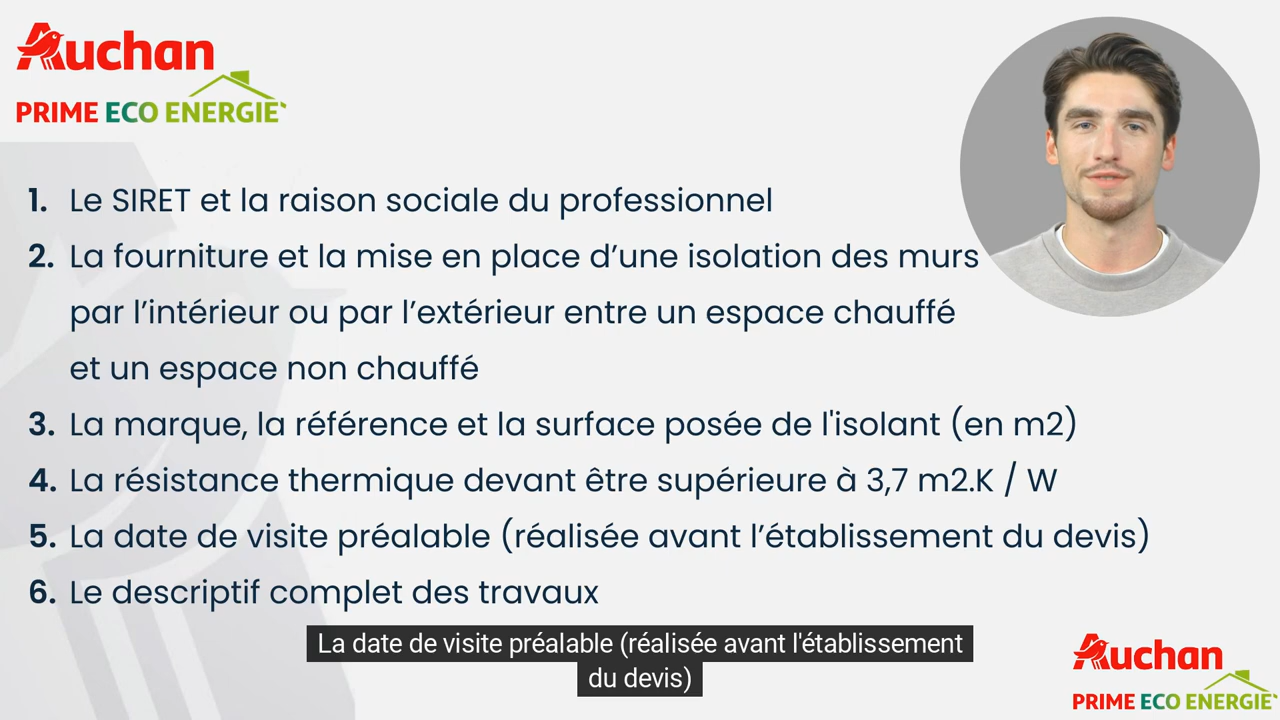 Auchan
PRIME ECO ENERGIE
1. Le SIRET et la raison sociale du professionnel
2. La fourniture et la mise en place d’une isolation des murs
par l’intérieur ou par l’extérieur entre un espace chauffé
et un espace non chauffé
3. La marque, la référence et la surface posée de l'isolant (en m2)
4. La résistance thermique devant être supérieure à 3,7 m2.K / W
5. La date de visite préalable (réalisée avant l’établissement du devis)
6. Le descriptif complet des travaux
La date de visite préalable (réalisée avant l'établissement
du devis)
Auchan
PRIME ECO ENERGIE